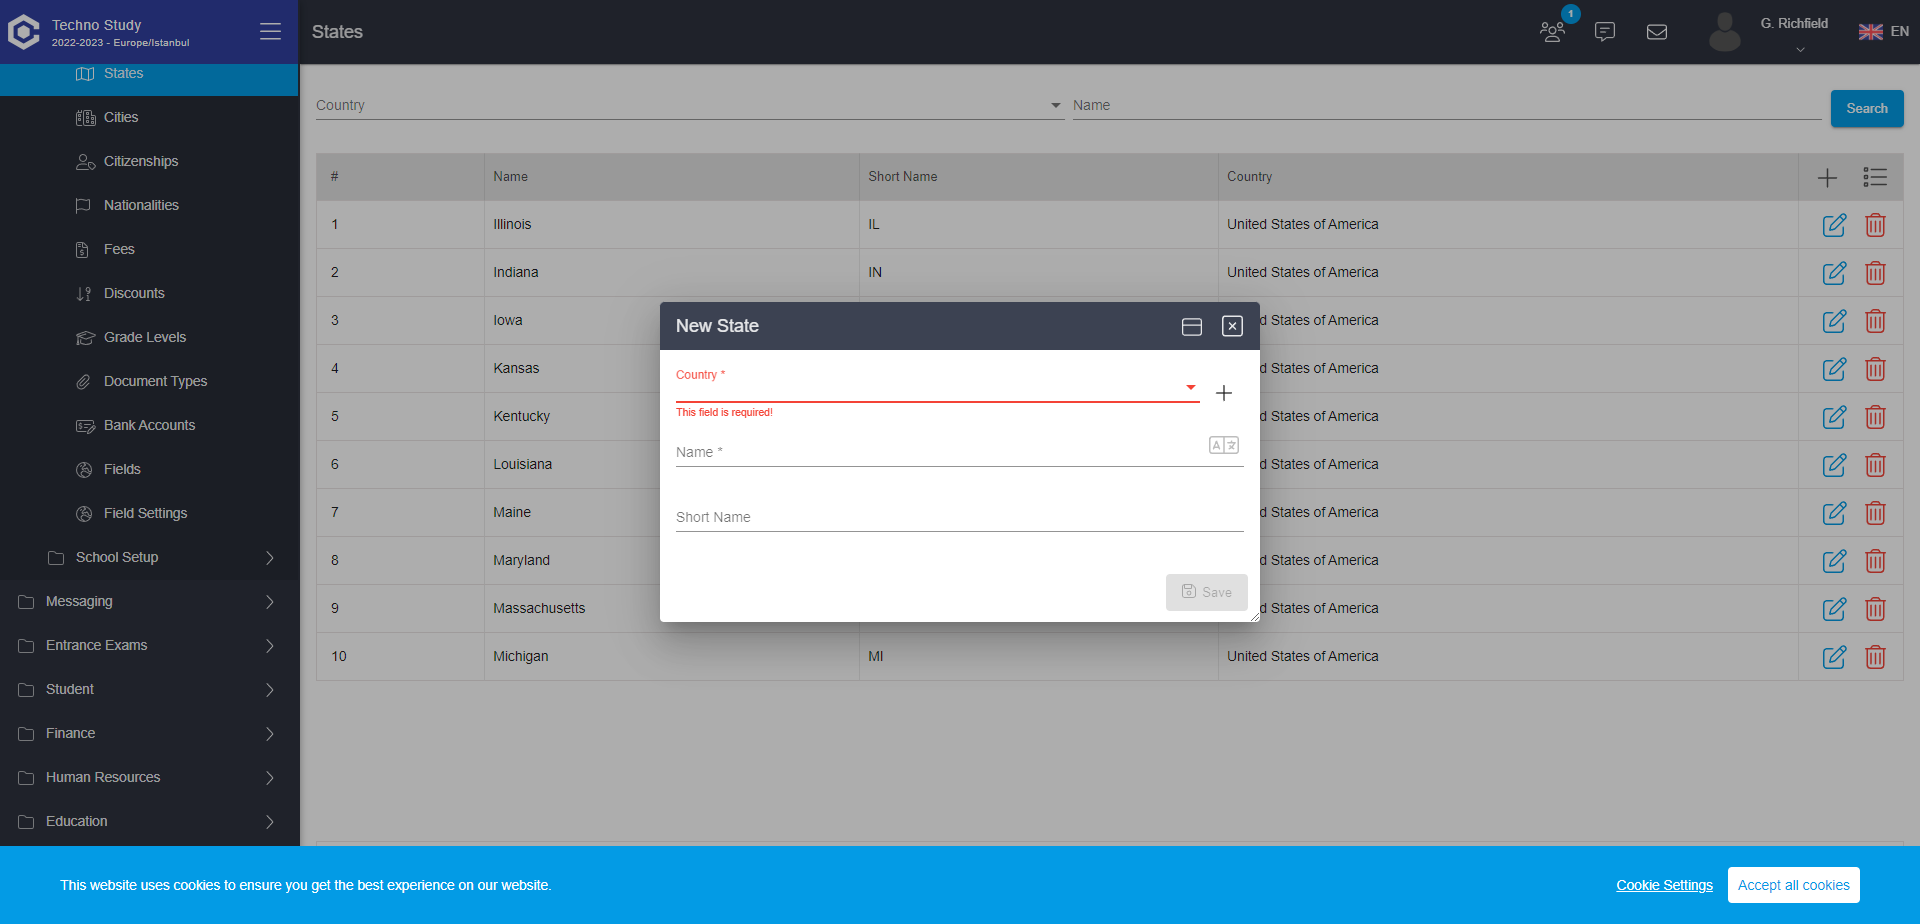 Techno Study
2022-2023 - Europe/Istanbul
States
1
G. Richfield
EN
States
Cities
Citizenships
Nationalities
Fees
Discounts
Grade Levels
Document Types
Bank Accounts
Fields
Field Settings
School Setup
Messaging
Entrance Exams
Student
Finance
Human Resources
Education
Country
Name
Search
# Name Short Name Country
1 Illinois IL United States of America
2 Indiana IN United States of America
3 Iowa d States of America
4 Kansas d States of America
5 Kentucky d States of America
6 Louisiana d States of America
7 Maine d States of America
8 Maryland d States of America
9 Massachusetts d States of America
10 Michigan MI United States of America
New State
Country *
This field is required!
Name *
Short Name
Save
This website uses cookies to ensure you get the best experience on our website.
Cookie Settings
Accept all cookies